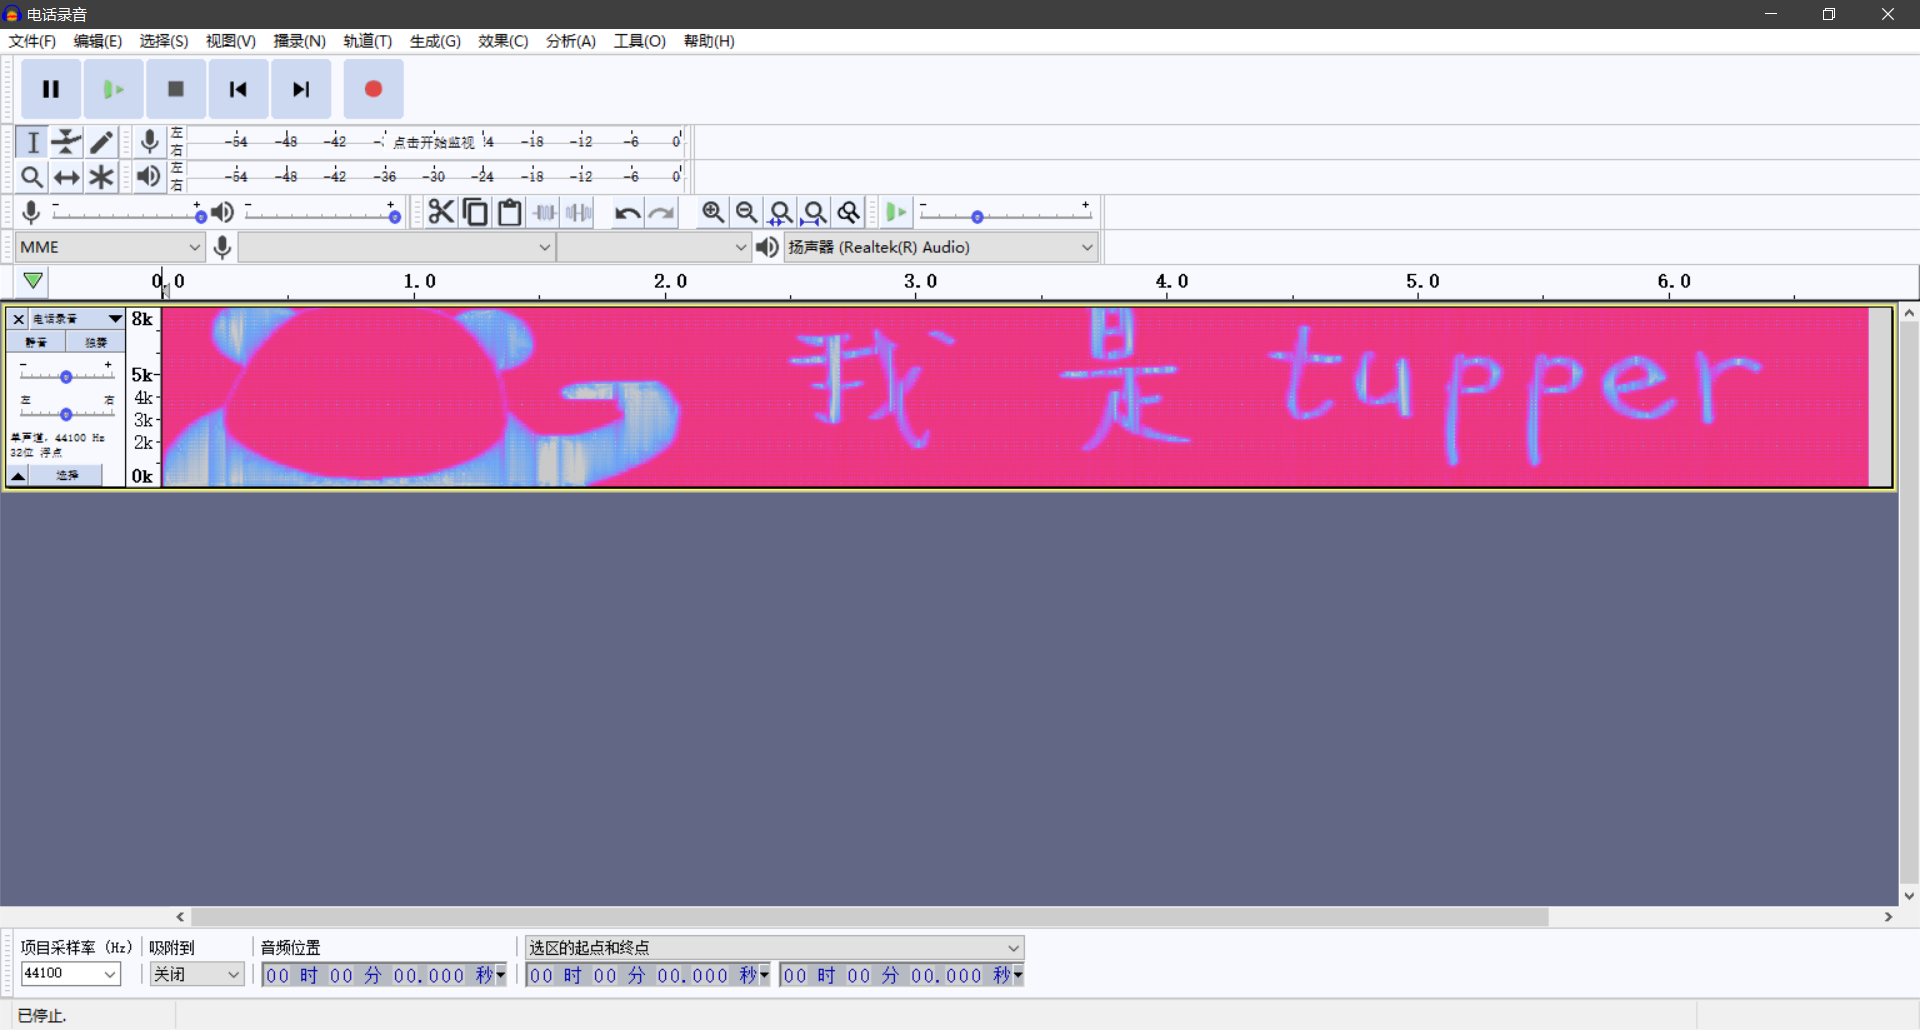 电话录音
文件(F) 编辑(E) 选择(S) 视图(V) 播录(N) 轨道(T) 生成(G) 效果(C) 分析(A) 工具(O) 帮助(H)
左
右
-54 -48 -42 点击开始监视 -18 -12 -6 0
左
右
-54 -48 -42 -36 -30 -24 -18 -12 -6 0
- + - + - +
MME 扬声器 (Realtek(R) Audio)
0.0 1.0 2.0 3.0 4.0 5.0 6.0
电话录音
静音 独奏
- +
左 右
单声道, 44100 Hz
32位 浮点
选择
8k
5k
4k
3k
2k
0k
我是 tupper
项目采样率 (Hz) 吸附到 音频位置 选区的起点和终点
44100 关闭 00 时 00 分 00.000 秒 00 时 00 分 00.000 秒 00 时 00 分 00.000 秒
已停止.